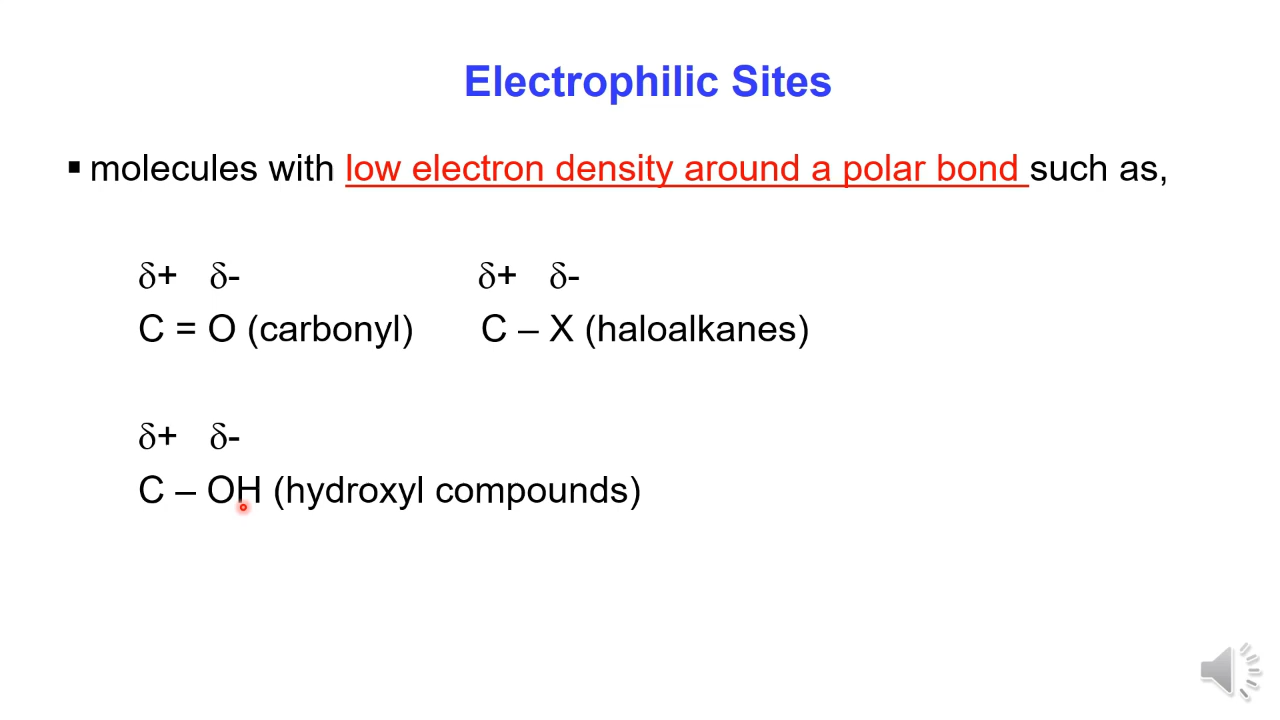 Electrophilic Sites
▪ molecules with low electron density around a polar bond such as,
δ+ δ- δ+ δ-
C = O (carbonyl) C – X (haloalkanes)
δ+ δ-
C – OH (hydroxyl compounds)